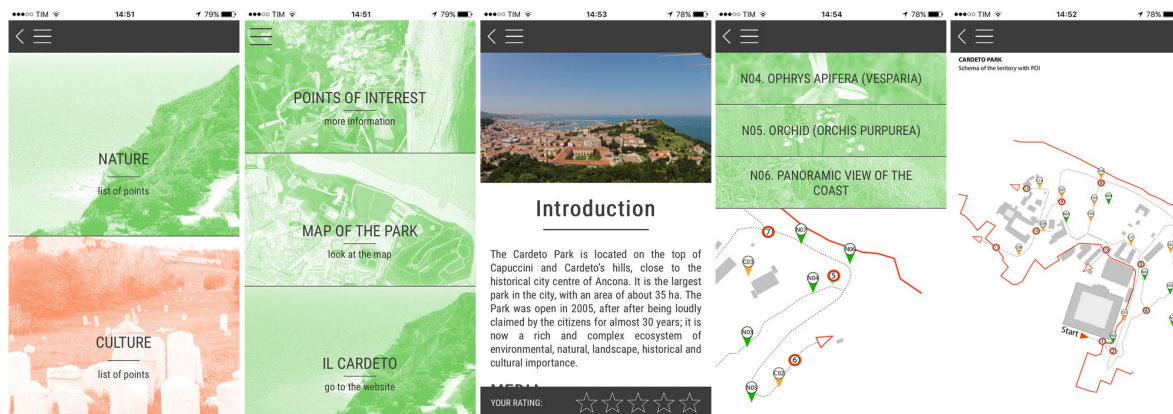 TIM 14:51 79%
NATURE
list of points
CULTURE
list of points
TIM 14:51 79%
POINTS OF INTEREST
more information
MAP OF THE PARK
look at the map
IL CARDETO
go to the website
TIM 14:53 78%
Introduction
The Cardeto Park is located on the top of
Capuccini and Cardeto's hills, close to the
historical city centre of Ancona. It is the largest
park in the city, with an area of about 35 ha. The
Park was open in 2005, after after being loudly
claimed by the citizens for almost 30 years; it is
now a rich and complex ecosystem of
environmental, natural, landscape, historical and
cultural importance.
MEDIA
YOUR RATING:
TIM 14:54 78%
N04. OPHRYS APIFERA (VESPARIA)
N05. ORCHID (ORCHIS PURPUREA)
N06. PANORAMIC VIEW OF THE
COAST
7
N07
N06
C03
N04
5
N03
6
C02
N05
TIM 14:52 78%
CARDETO PARK
Schema of the teritory with POI
Start